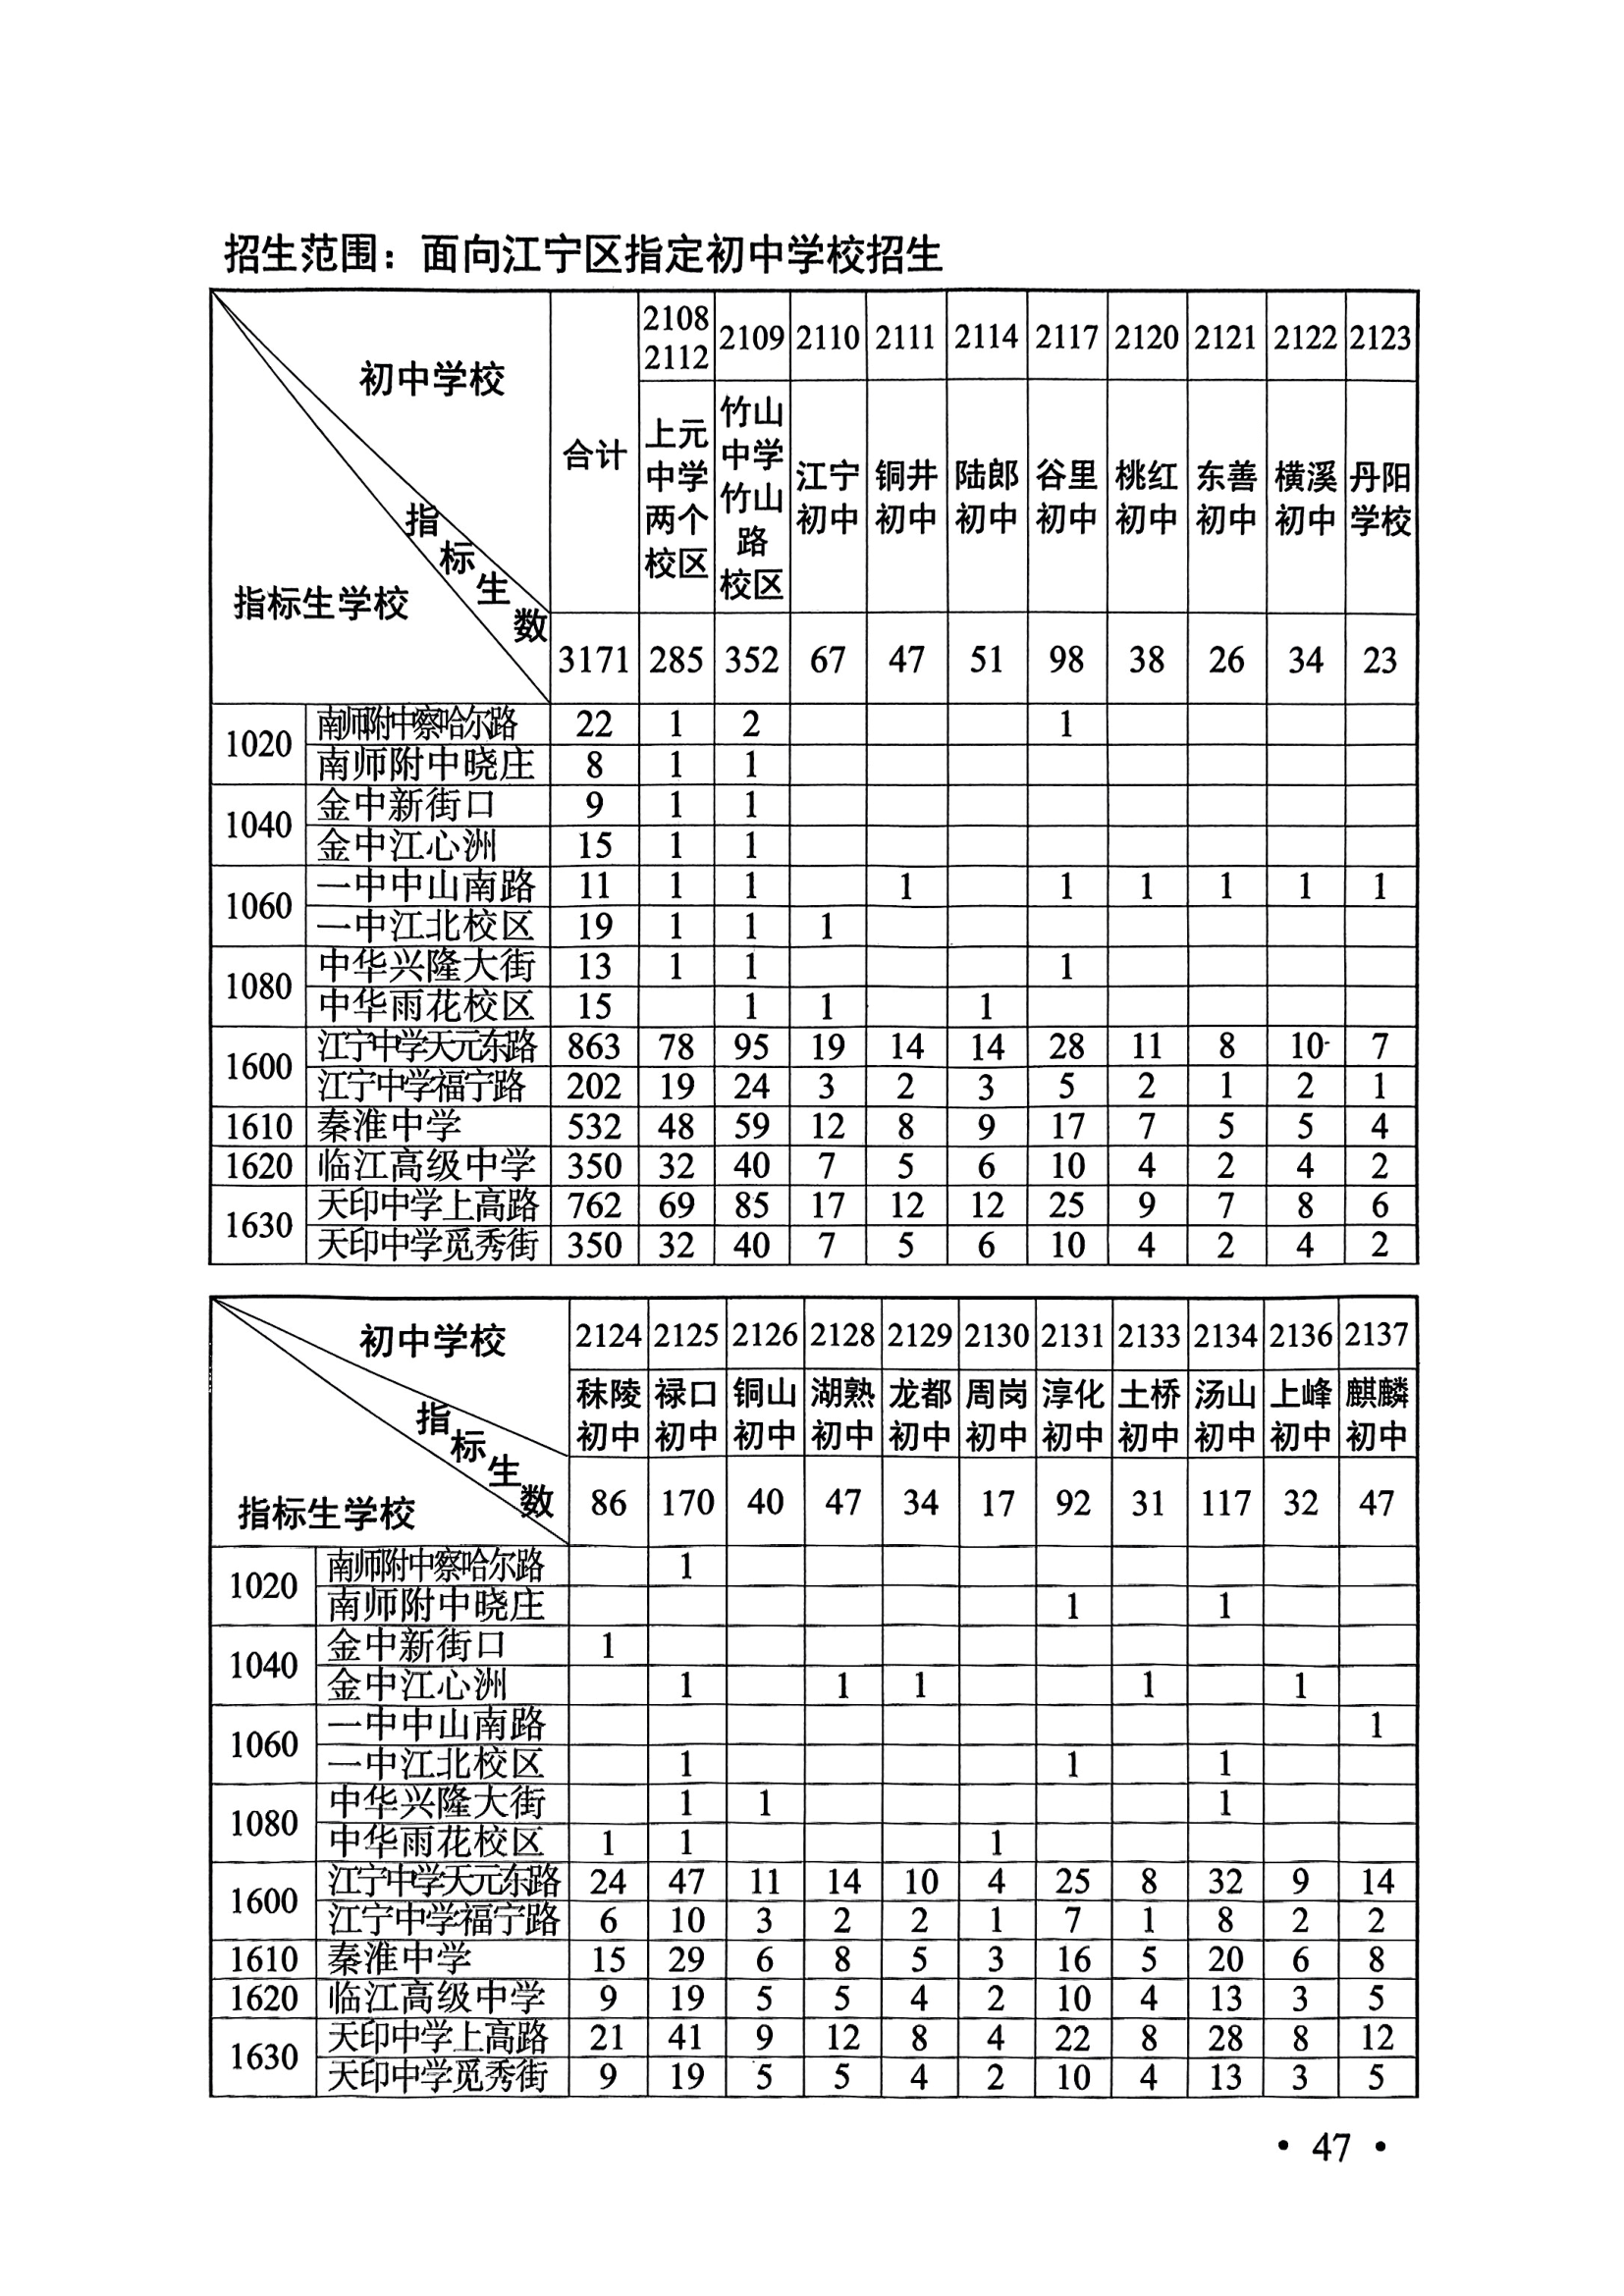 招生范围：面向江宁区指定初中学校招生
初中学校 指标生数 指标生学校 合计 2108 2112 2109 2110 2111 2114 2117 2120 2121 2122 2123
上元中学两个校区 竹山中学竹山路校区 江宁初中 铜井初中 陆郎初中 谷里初中 桃红初中 东善初中 横溪初中 丹阳学校
3171 285 352 67 47 51 98 38 26 34 23
1020 南师附中察哈尔路 22 1 2 1
南师附中晓庄 8 1 1
1040 金中新街口 9 1 1
金中江心洲 15 1 1
1060 一中中山南路 11 1 1 1 1 1 1 1 1
一中江北校区 19 1 1 1
1080 中华兴隆大街 13 1 1 1
中华雨花校区 15 1 1 1
1600 江宁中学天元东路 863 78 95 19 14 14 28 11 8 10 7
江宁中学福宁路 202 19 24 3 2 3 5 2 1 2 1
1610 秦淮中学 532 48 59 12 8 9 17 7 5 5 4
1620 临江高级中学 350 32 40 7 5 6 10 4 2 4 2
1630 天印中学上高路 762 69 85 17 12 12 25 9 7 8 6
天印中学觅秀街 350 32 40 7 5 6 10 4 2 4 2
初中学校 指标生数 指标生学校 2124 2125 2126 2128 2129 2130 2131 2133 2134 2136 2137
秣陵初中 禄口初中 铜山初中 湖熟初中 龙都初中 周岗初中 淳化初中 土桥初中 汤山初中 上峰初中 麒麟初中
86 170 40 47 34 17 92 31 117 32 47
1020 南师附中察哈尔路 1
南师附中晓庄 1 1
1040 金中新街口 1
金中江心洲 1 1 1 1 1
1060 一中中山南路 1
一中江北校区 1 1 1
1080 中华兴隆大街 1 1 1
中华雨花校区 1 1 1
1600 江宁中学天元东路 24 47 11 14 10 4 25 8 32 9 14
江宁中学福宁路 6 10 3 2 2 1 7 1 8 2 2
1610 秦淮中学 15 29 6 8 5 3 16 5 20 6 8
1620 临江高级中学 9 19 5 5 4 2 10 4 13 3 5
1630 天印中学上高路 21 41 9 12 8 4 22 8 28 8 12
天印中学觅秀街 9 19 5 5 4 2 10 4 13 3 5
• 47 •